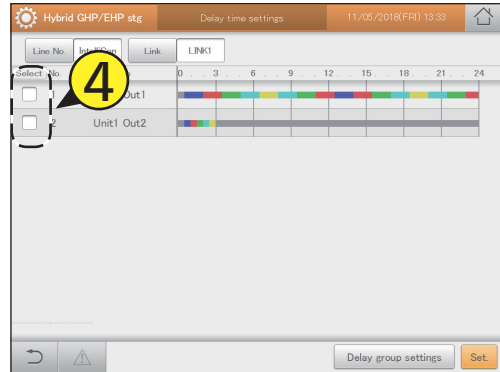 Hybrid GHP/EHP stg Delay time settings 11/05/2018(FRI) 13:33
Line No. Link LINK1
Select No. 0 3 6 9 12 15 18 21 24
4
Out1
2 Unit1 Out2
Delay group settings Set.